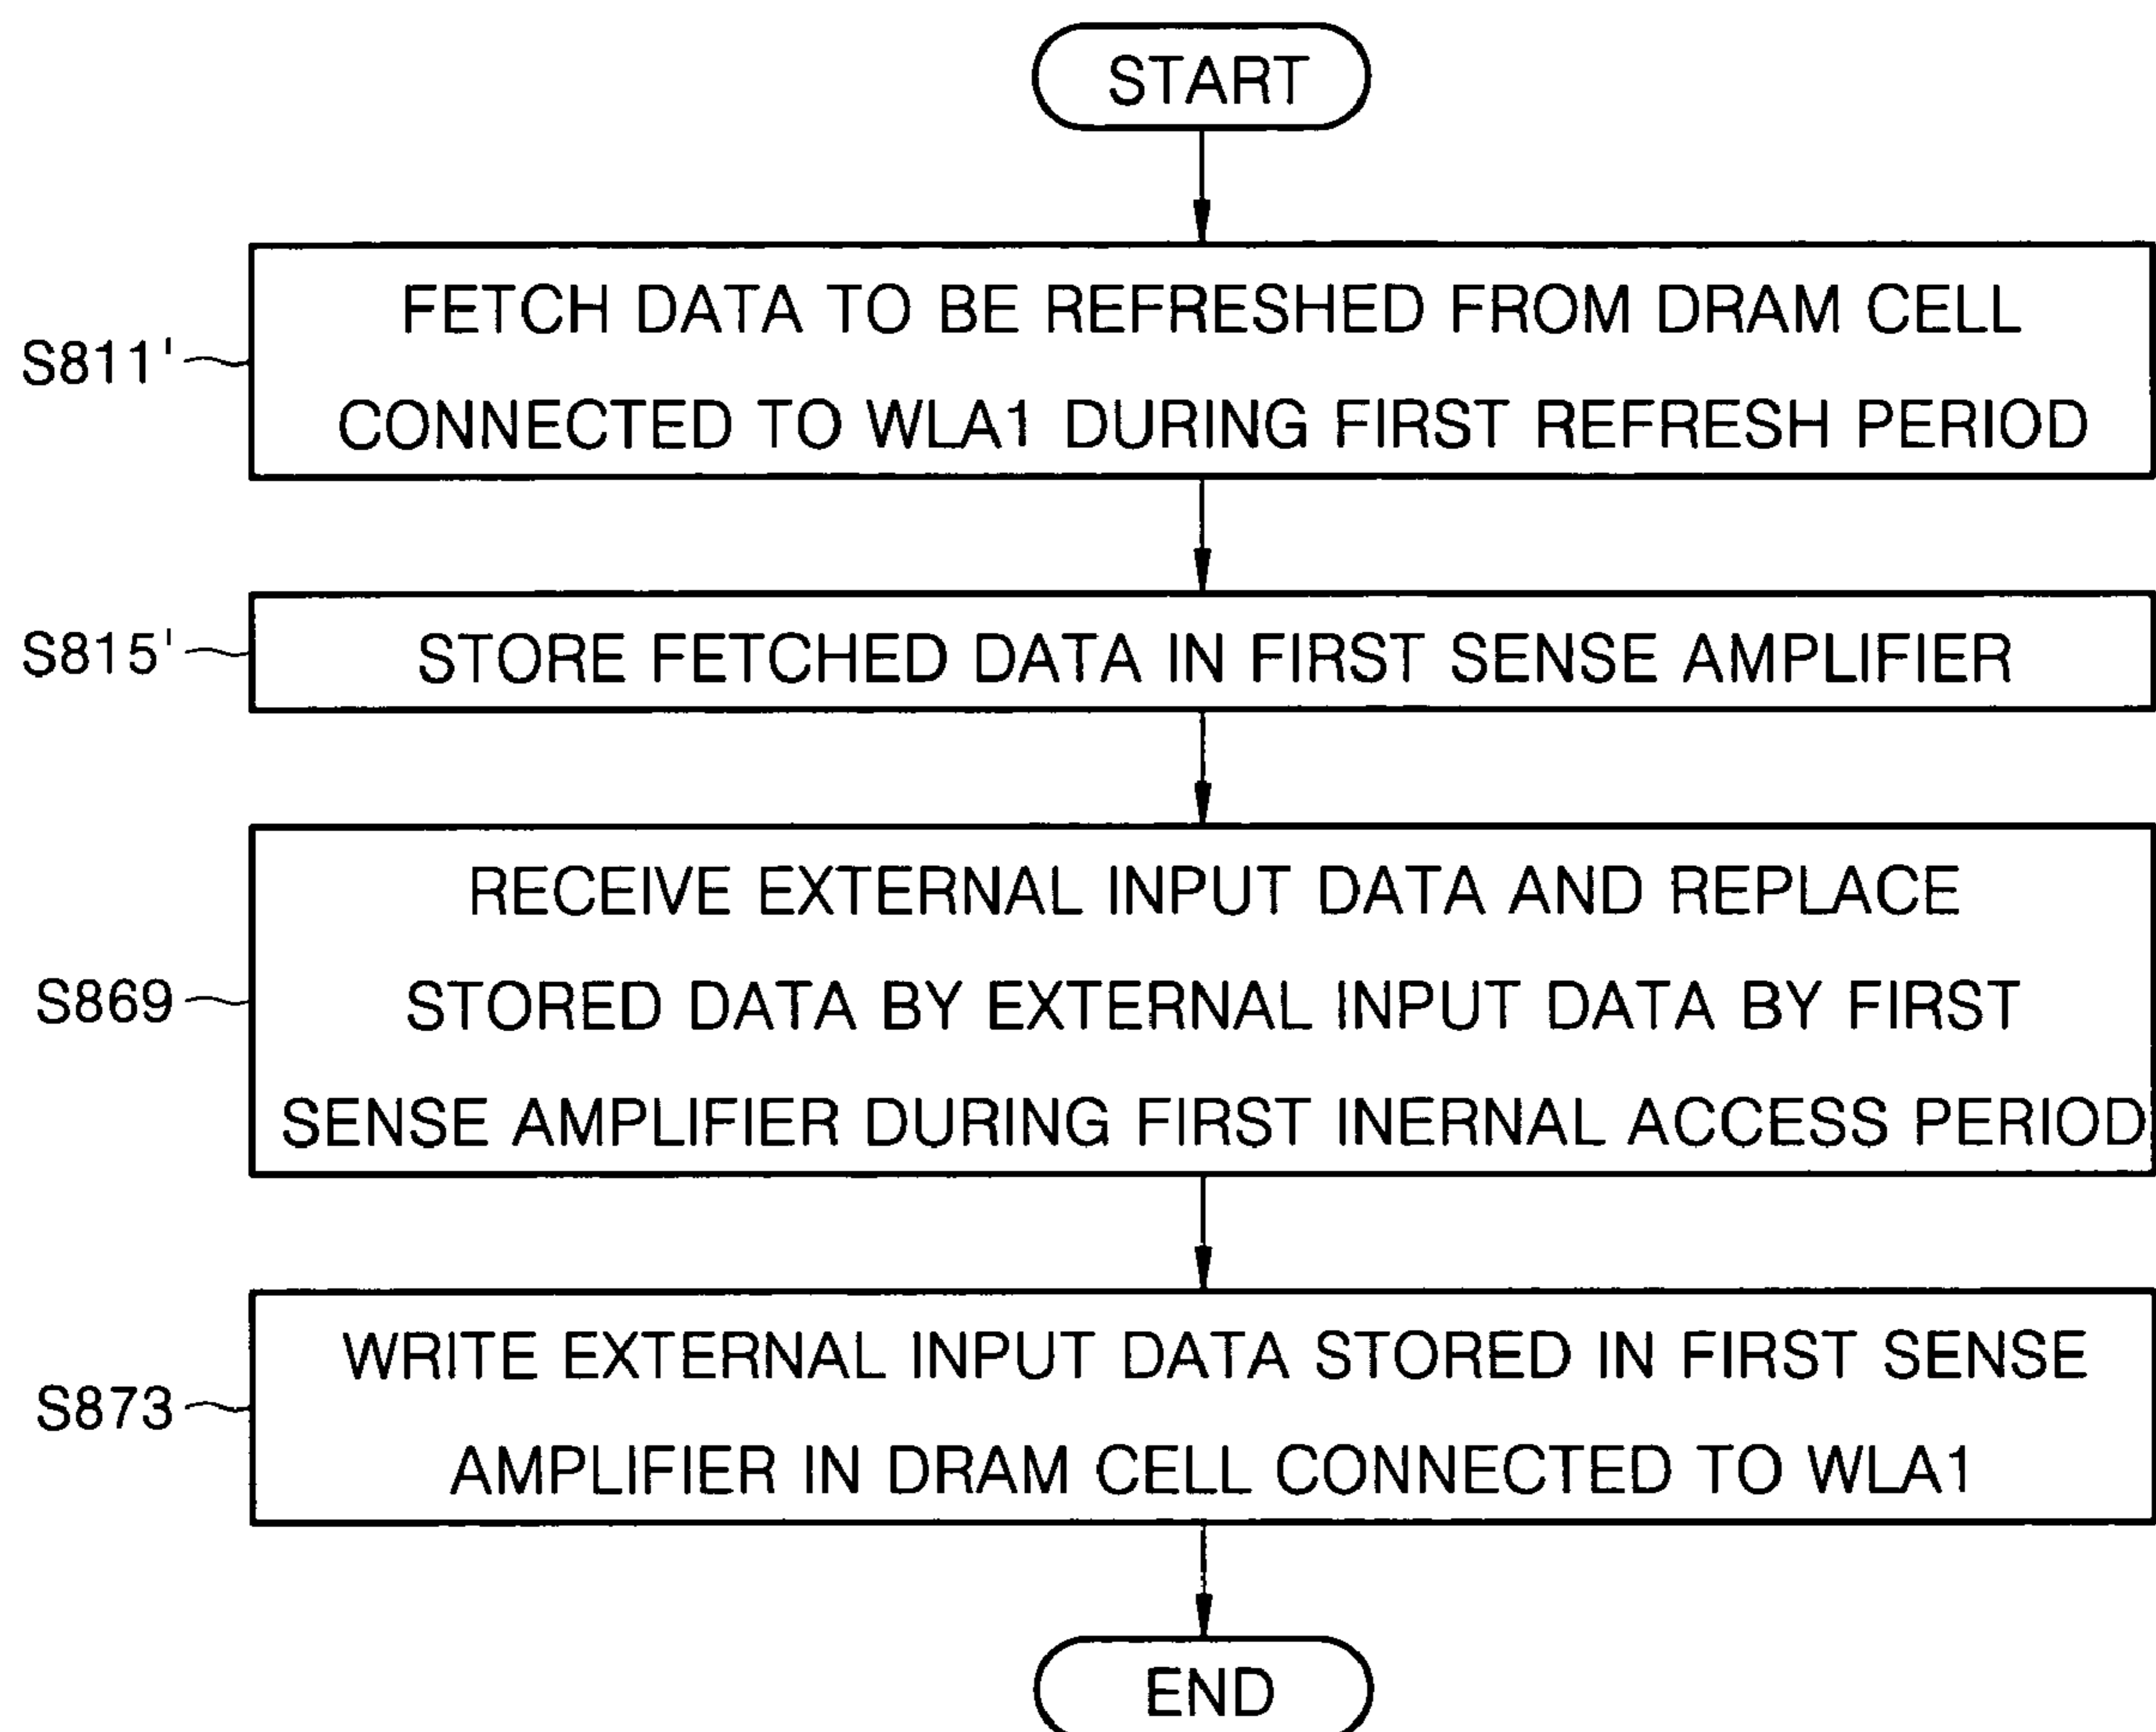 START
FETCH DATA TO BE REFRESHED FROM DRAM CELL
S811'
CONNECTED TO WLA1 DURING FIRST REFRESH PERIOD
S815'
STORE FETCHED DATA IN FIRST SENSE AMPLIFIER
RECEIVE EXTERNAL INPUT DATA AND REPLACE
S869
STORED DATA BY EXTERNAL INPUT DATA BY FIRST
SENSE AMPLIFIER DURING FIRST INERNAL ACCESS PERIOD
WRITE EXTERNAL INPUT DATA STORED IN FIRST SENSE
S873
AMPLIFIER IN DRAM CELL CONNECTED TO WLA1
END